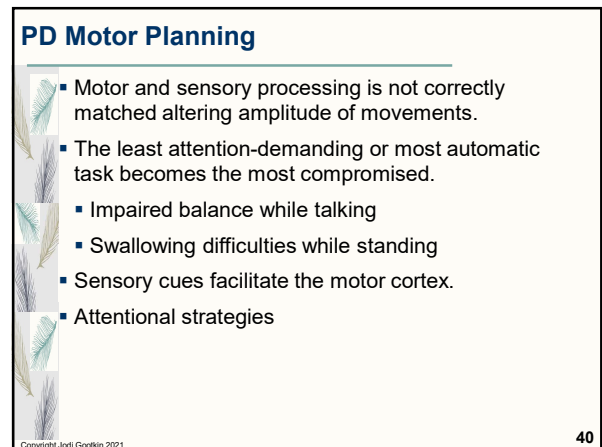 PD Motor Planning
▪ Motor and sensory processing is not correctly
matched altering amplitude of movements.
▪ The least attention-demanding or most automatic
task becomes the most compromised.
▪ Impaired balance while talking
▪ Swallowing difficulties while standing
▪ Sensory cues facilitate the motor cortex.
▪ Attentional strategies
Copyright Jodi Gootkin 2021
40